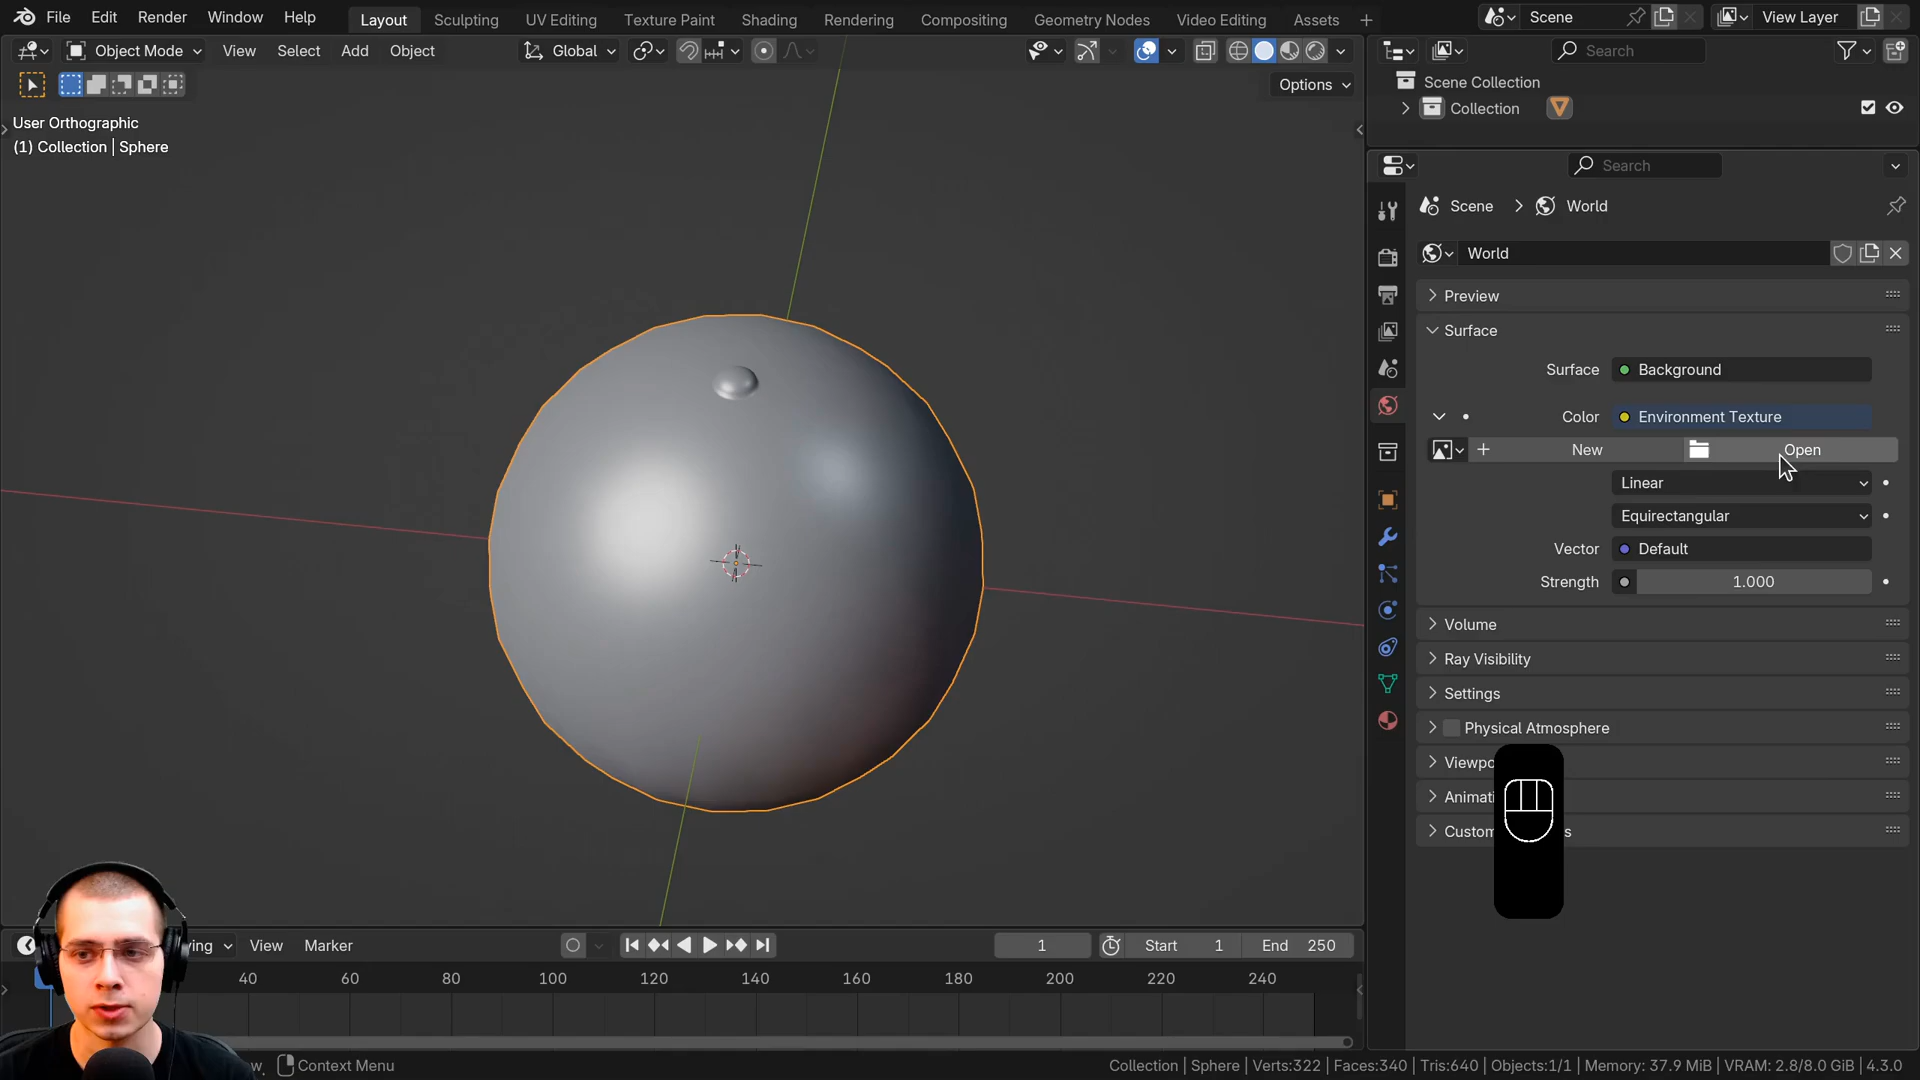 File Edit Render Window Help Layout Sculpting UV Editing Texture Paint Shading Rendering Compositing Geometry Nodes Video Editing Assets + Scene View Layer
Object Mode View Select Add Object Global Search
Options
Scene Collection
Collection
User Orthographic
(1) Collection | Sphere
Search
Scene > World
World
Preview
Surface
Surface Background
Color Environment Texture
New Open
Linear
Equirectangular
Vector Default
Strength 1.000
Volume
Ray Visibility
Settings
Physical Atmosphere
Viewpo
Animati
Custom s
ying View Marker 1 Start 1 End 250
40 60 80 100 120 140 160 180 200 220 240
Context Menu Collection | Sphere | Verts:322 | Faces:340 | Tris:640 | Objects:1/1 | Memory: 37.9 MiB | VRAM: 2.8/8.0 GiB | 4.3.0